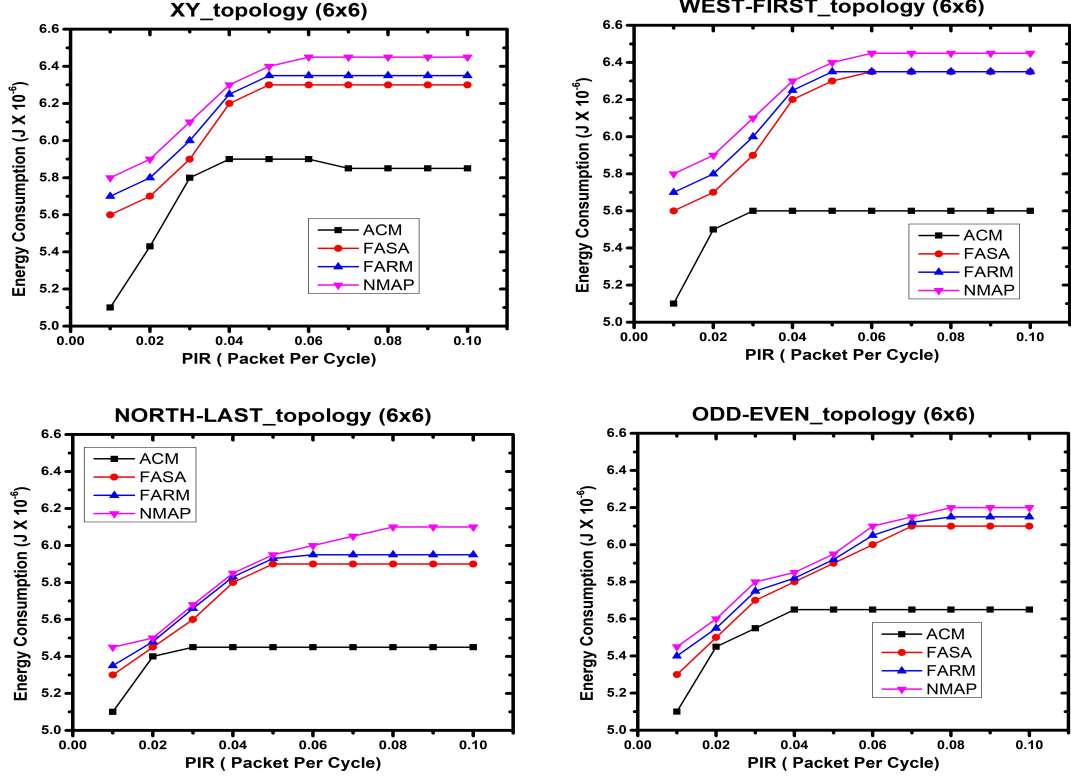 XY_topology (6x6)
Energy Consumption (J X 10-6)
6.6
6.4
6.2
6.0
5.8
5.6
5.4
5.2
5.0
ACM
FASA
FARM
NMAP
0.00
0.02
0.04
0.06
0.08
0.10
PIR ( Packet Per Cycle)
WEST-FIRST_topology (6x6)
Energy Consumption (J X 10-6)
6.6
6.4
6.2
6.0
5.8
5.6
5.4
5.2
5.0
ACM
FASA
FARM
NMAP
0.00
0.02
0.04
0.06
0.08
0.10
PIR ( Packet Per Cycle)
NORTH-LAST_topology (6x6)
Energy Consumption (J X 10-6)
6.6
6.4
6.2
6.0
5.8
5.6
5.4
5.2
5.0
ACM
FASA
FARM
NMAP
0.00
0.02
0.04
0.06
0.08
0.10
PIR ( Packet Per Cycle)
ODD-EVEN_topology (6x6)
Energy Consumption (J X 10-6)
6.6
6.4
6.2
6.0
5.8
5.6
5.4
5.2
5.0
ACM
FASA
FARM
NMAP
0.00
0.02
0.04
0.06
0.08
0.10
PIR ( Packet Per Cycle)